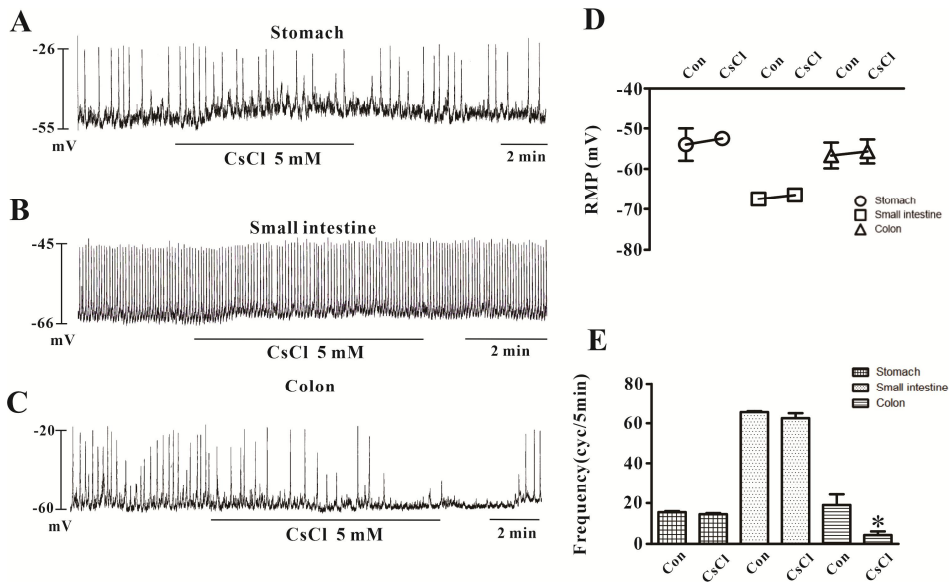 A
Stomach
-26
-55
mV
CsCl 5 mM
2 min
B
Small intestine
-45
-66
mV
CsCl 5 mM
2 min
C
Colon
-20
-60
mV
CsCl 5 mM
2 min
D
Con CsCl Con CsCl Con CsCl
-40
-50
-60
-70
-80
RMP (mV)
Stomach
Small intestine
Colon
E
Stomach
Small intestine
Colon
80
60
40
20
0
Frequency(cyc/5min)
*
Con CsCl Con CsCl Con CsCl